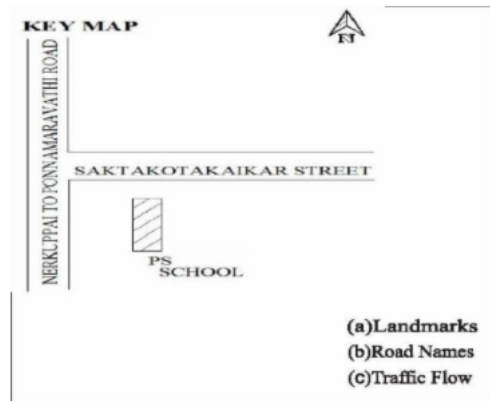 KEY MAP
N
NERKUPPAI TO PONNAMARAVATHI ROAD
SAKTAKOTAKAIKAR STREET
PS
SCHOOL
(a)Landmarks
(b)Road Names
(c)Traffic Flow